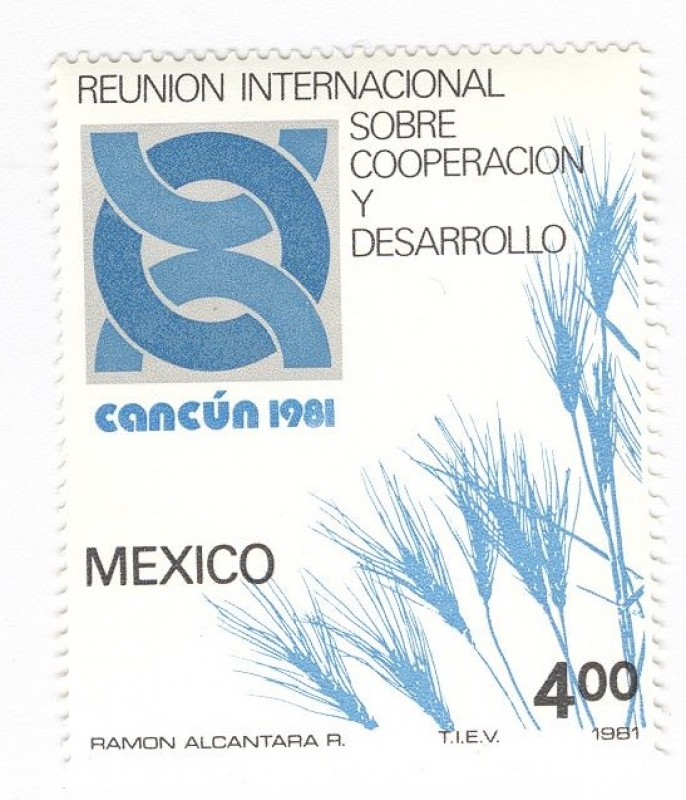 REUNION INTERNACIONAL
SOBRE
COOPERACION
Y
DESARROLLO
cancún 1981
MEXICO
4.00
RAMON ALCANTARA R. T.I.E.V. 1981